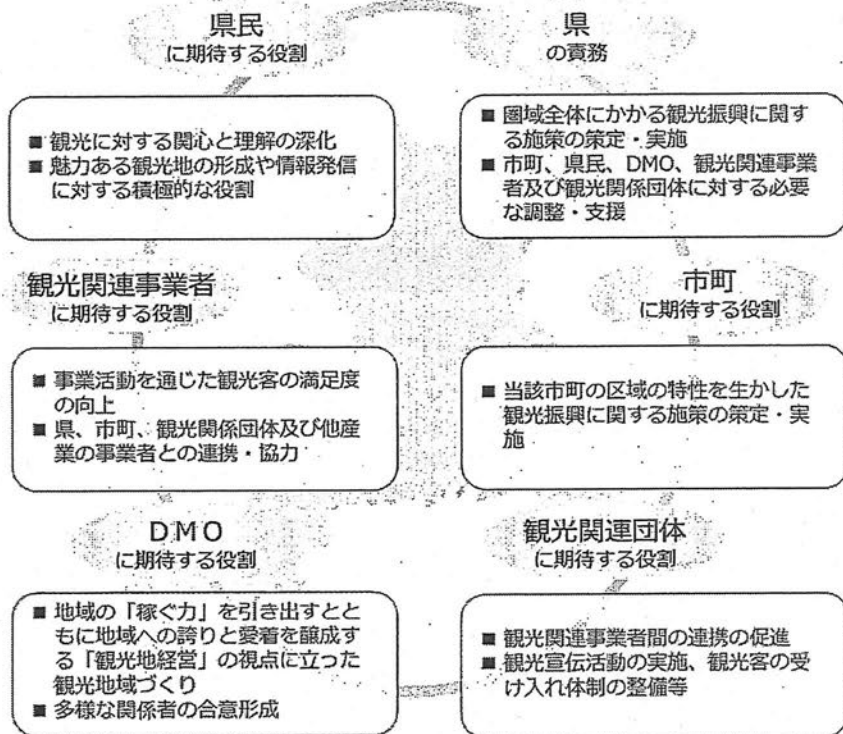 県民
に期待する役割
■ 観光に対する関心と理解の深化
■ 魅力ある観光地の形成や情報発信
に対する積極的な役割
県
の責務
■ 圏域全体にかかる観光振興に関す
る施策の策定・実施
■ 市町、県民、DMO、観光関連事業
者及び観光関係団体に対する必要
な調整・支援
観光関連事業者
に期待する役割
■ 事業活動を通じた観光客の満足度
の向上
■ 県、市町、観光関係団体及び他産
業の事業者との連携・協力
市町
に期待する役割
■ 当該市町の区域の特性を生かした
観光振興に関する施策の策定・実
施
DMO
に期待する役割
■ 地域の「稼ぐ力」を引き出すとと
もに地域への誇りと愛着を醸成す
る「観光地経営」の視点に立った
観光地域づくり
■ 多様な関係者の合意形成
観光関連団体
に期待する役割
■ 観光関連事業者間の連携の促進
■ 観光宣伝活動の実施、観光客の受
け入れ体制の整備等